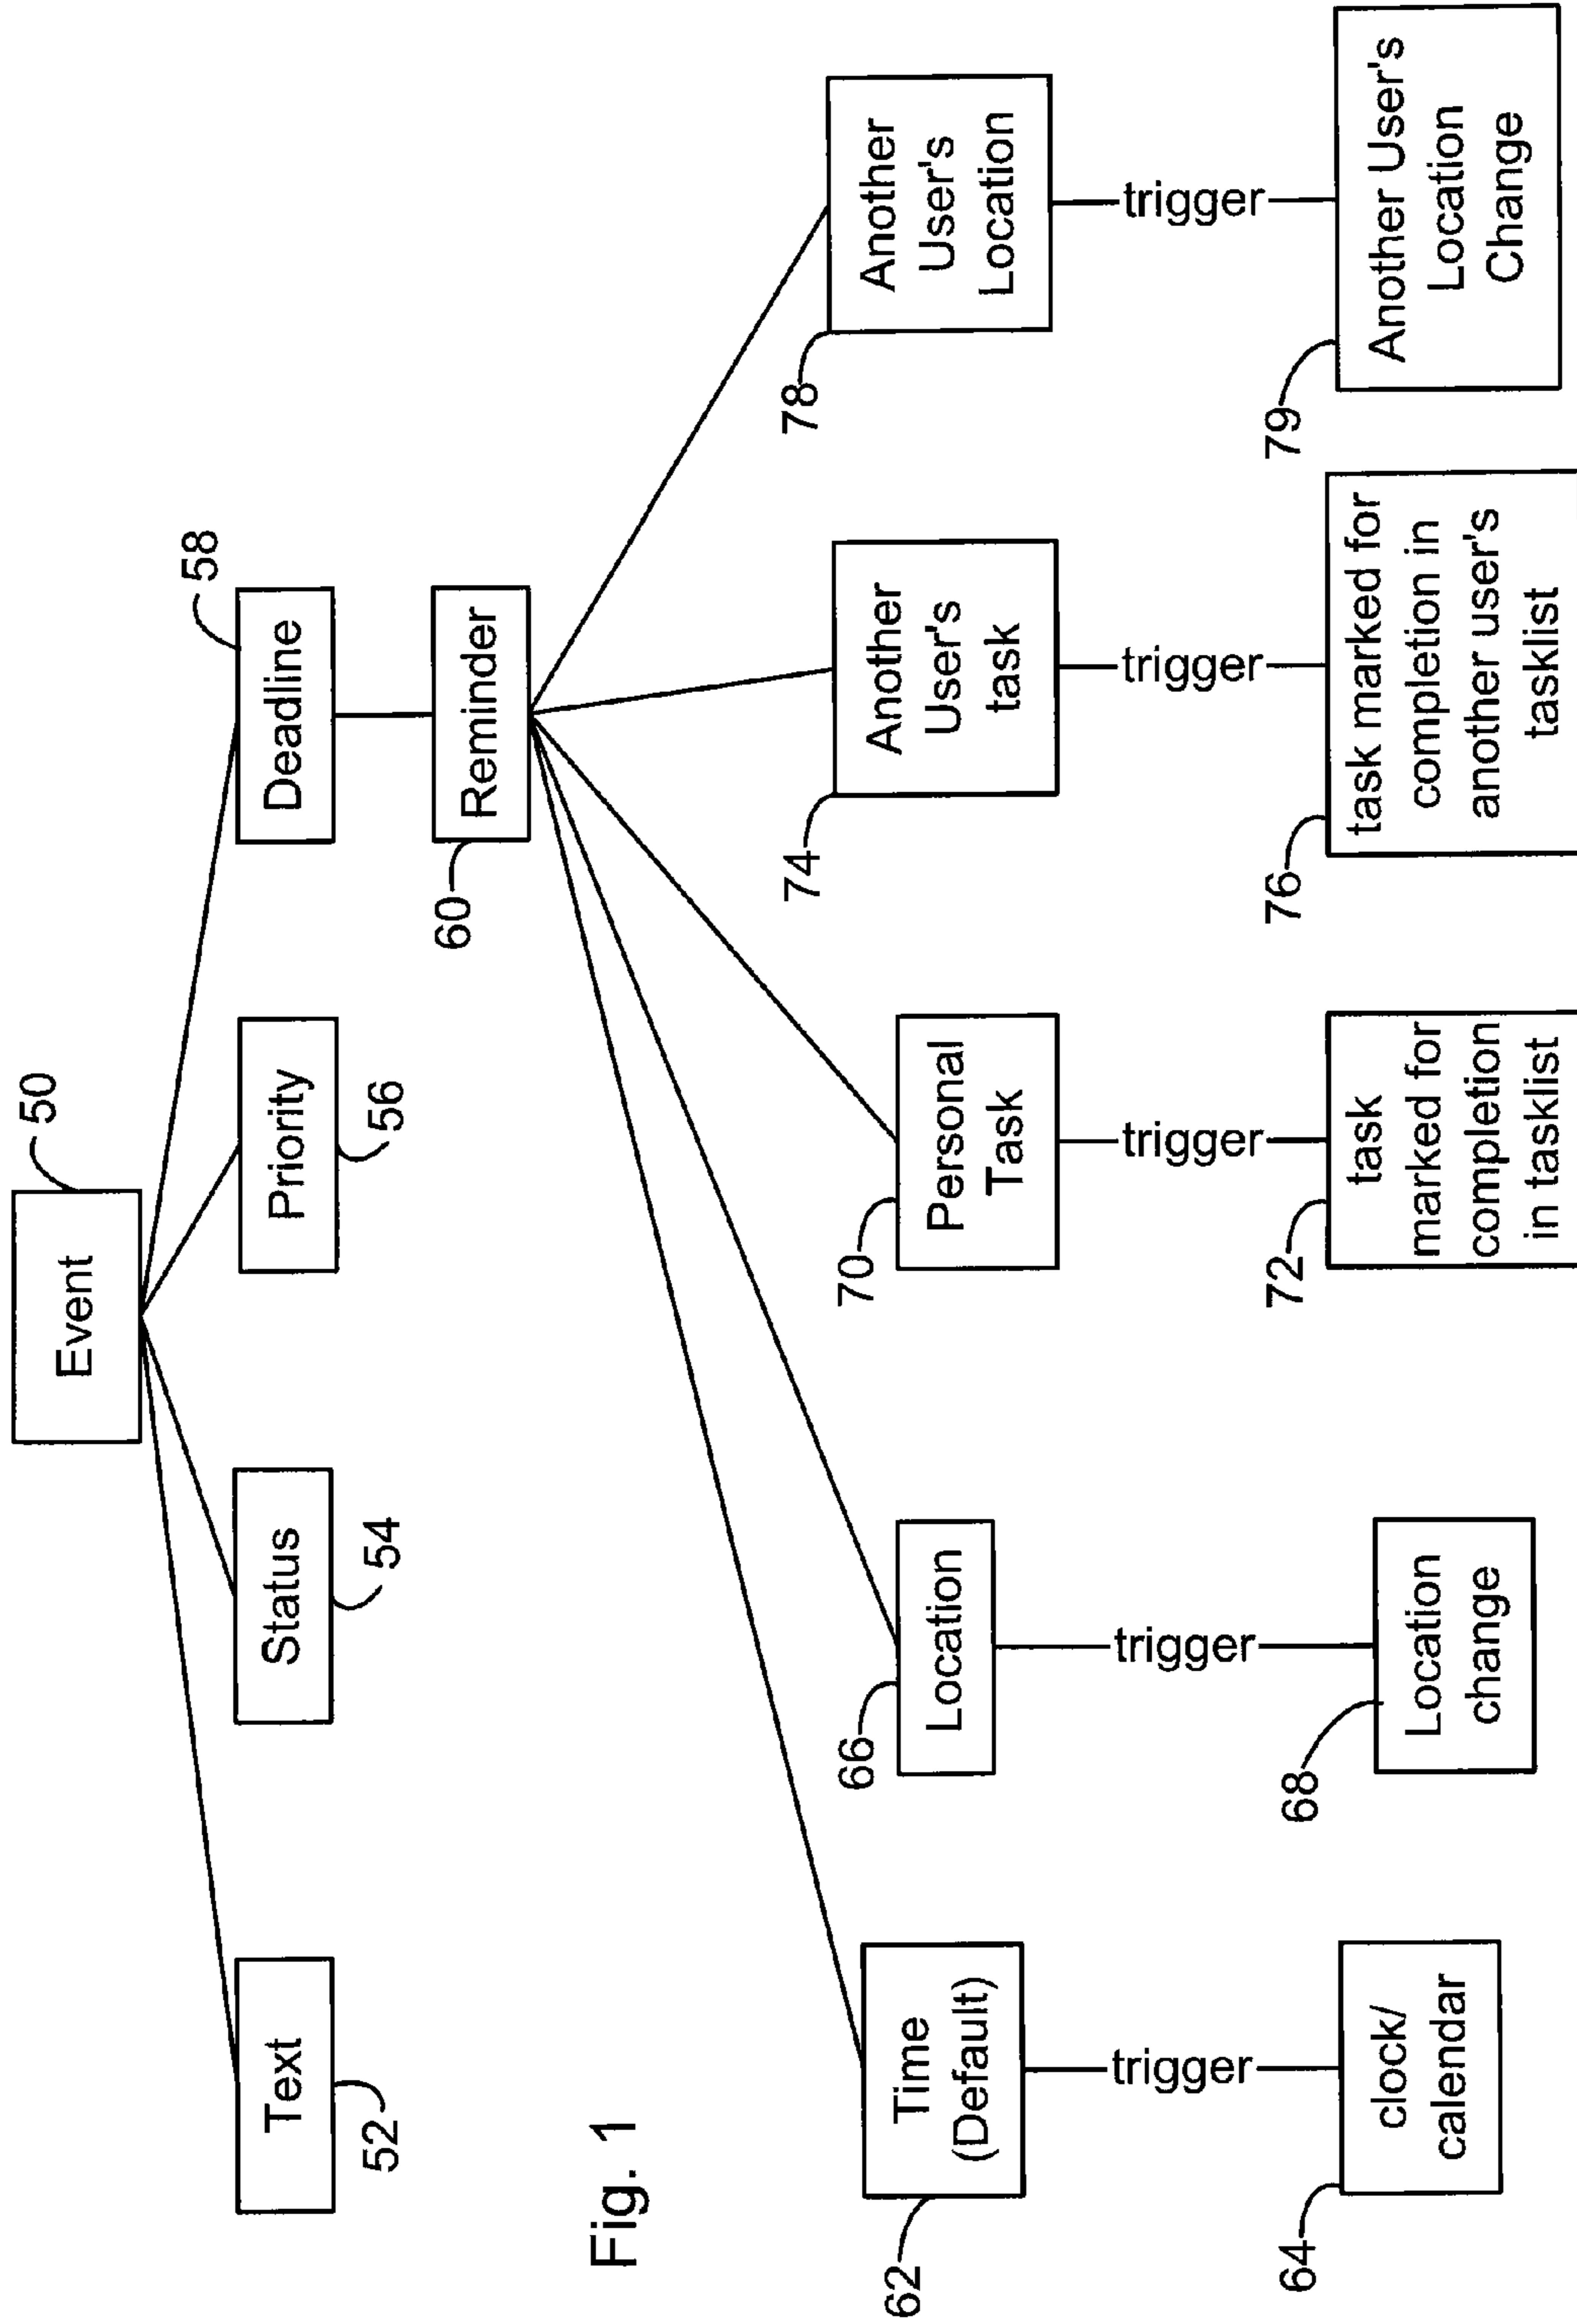 Event
50
Text
52
Status
54
Priority
56
Deadline
58
Reminder
60
Fig. 1
Time
(Default)
62
Location
66
Personal
Task
70
Another
User's
task
74
Another
User's
Location
78
trigger
trigger
trigger
trigger
trigger
clock/
calendar
64
Location
change
68
task
marked for
completion
in tasklist
72
task marked for
completion in
another user's
tasklist
76
Another User's
Location
Change
79